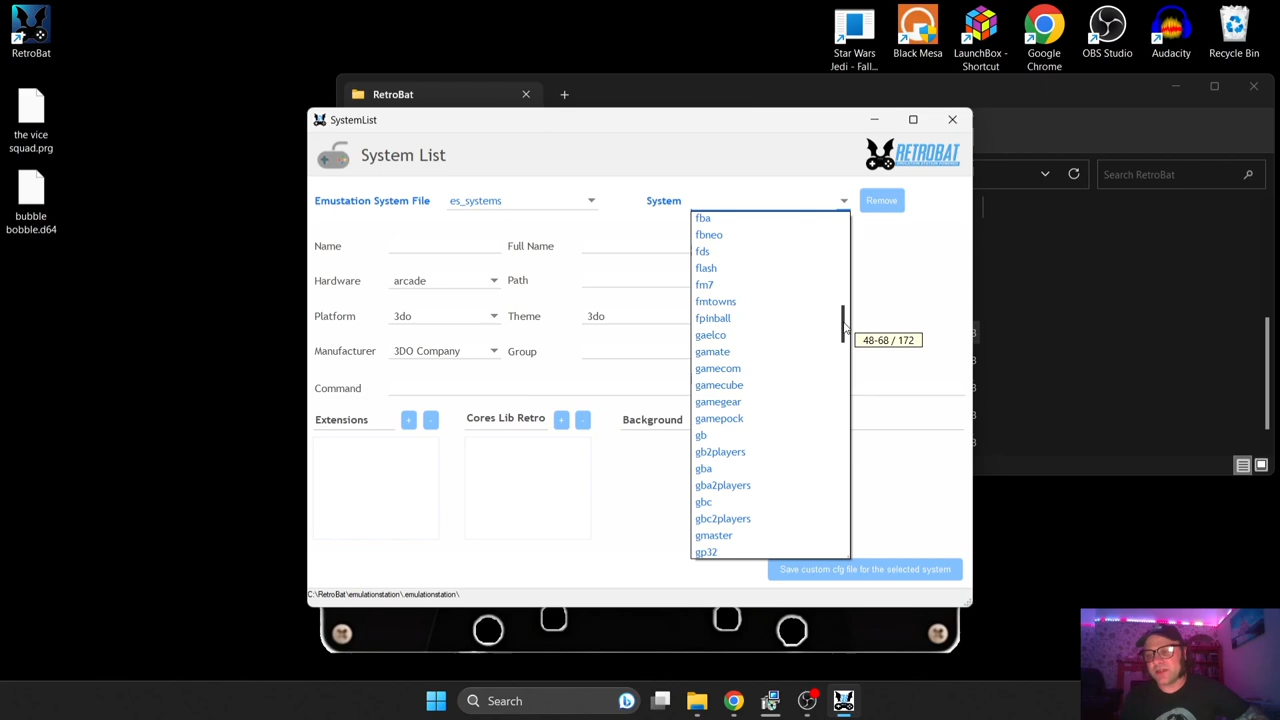 RetroBat
the vice
squad.prg
bubble
bobble.d64
Star Wars
Jedi - Fall...
Black Mesa
LaunchBox -
Shortcut
Google
Chrome
OBS Studio
Audacity
Recycle Bin
RetroBat
SystemList
Search RetroBat
System List
RETROBAT
Emustation System File
es_systems
System
Remove
Name
Full Name
Hardware
arcade
Path
Platform
3do
Theme
3do
Manufacturer
3DO Company
Group
Command
Extensions
+
-
Cores Lib Retro
+
-
Background
fba
fbneo
fds
flash
fm7
fmtowns
fpinball
gaelco
gamate
gamecom
gamecube
gamegear
gamepock
gb
gb2players
gba
gba2players
gbc
gbc2players
gmaster
gp32
48-68 / 172
Save custom cfg file for the selected system
C:\RetroBat\emulationstation\.emulationstation\
Search